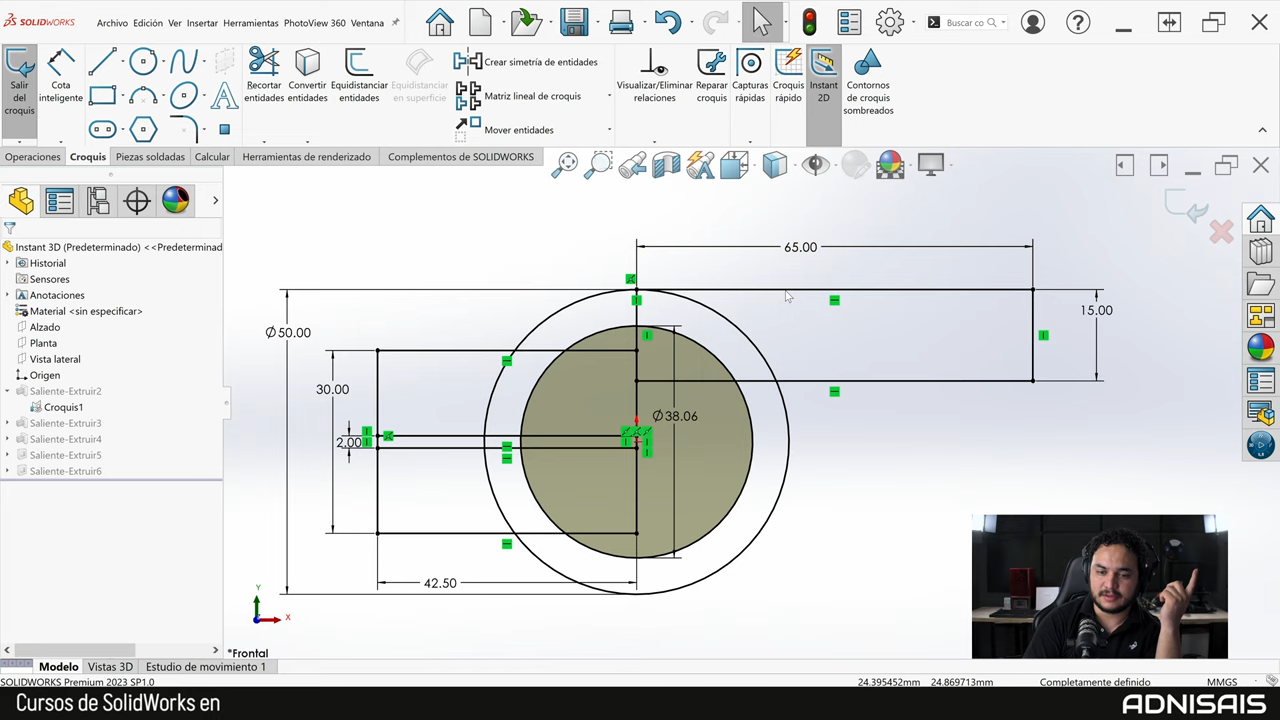 SOLIDWORKS
Archivo Edición Ver Insertar Herramientas PhotoView 360 Ventana
Buscar co
Salir del croquis
Cota inteligente
Recortar entidades
Convertir entidades
Equidistanciar entidades
Equidistanciar en superficie
Crear simetría de entidades
Matriz lineal de croquis
Mover entidades
Visualizar/Eliminar relaciones
Reparar croquis
Capturas rápidas
Croquis rápido
Instant 2D
Contornos de croquis sombreados
Operaciones Croquis Piezas soldadas Calcular Herramientas de renderizado Complementos de SOLIDWORKS
Instant 3D (Predeterminado) <<Predeterminad
Historial
Sensores
Anotaciones
Material <sin especificar>
Alzado
Planta
Vista lateral
Origen
Saliente-Extruir2
Croquis1
Saliente-Extruir3
Saliente-Extruir4
Saliente-Extruir5
Saliente-Extruir6
65.00
15.00
Ø50.00
30.00
Ø38.06
2.00
42.50
Y
X
*Frontal
Modelo Vistas 3D Estudio de movimiento 1
SOLIDWORKS Premium 2023 SP1.0
24.395452mm 24.869713mm Completamente definido MMGS
Cursos de SolidWorks en
ADNISAIS